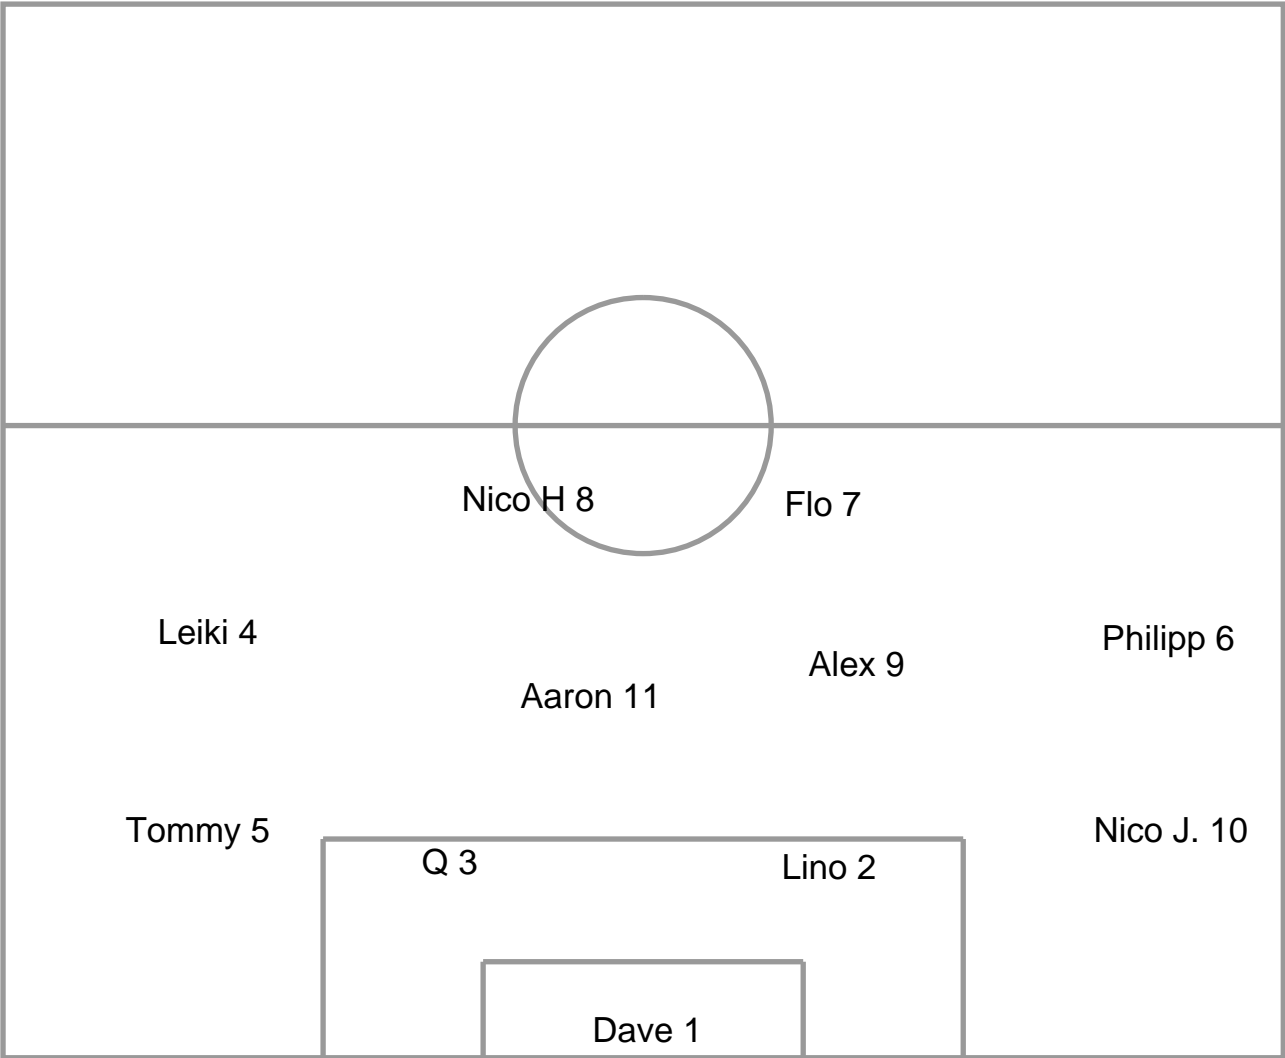 Nico H 8
Flo 7
Leiki 4
Philipp 6
Alex 9
Aaron 11
Tommy 5
Nico J. 10
Q 3
Lino 2
Dave 1